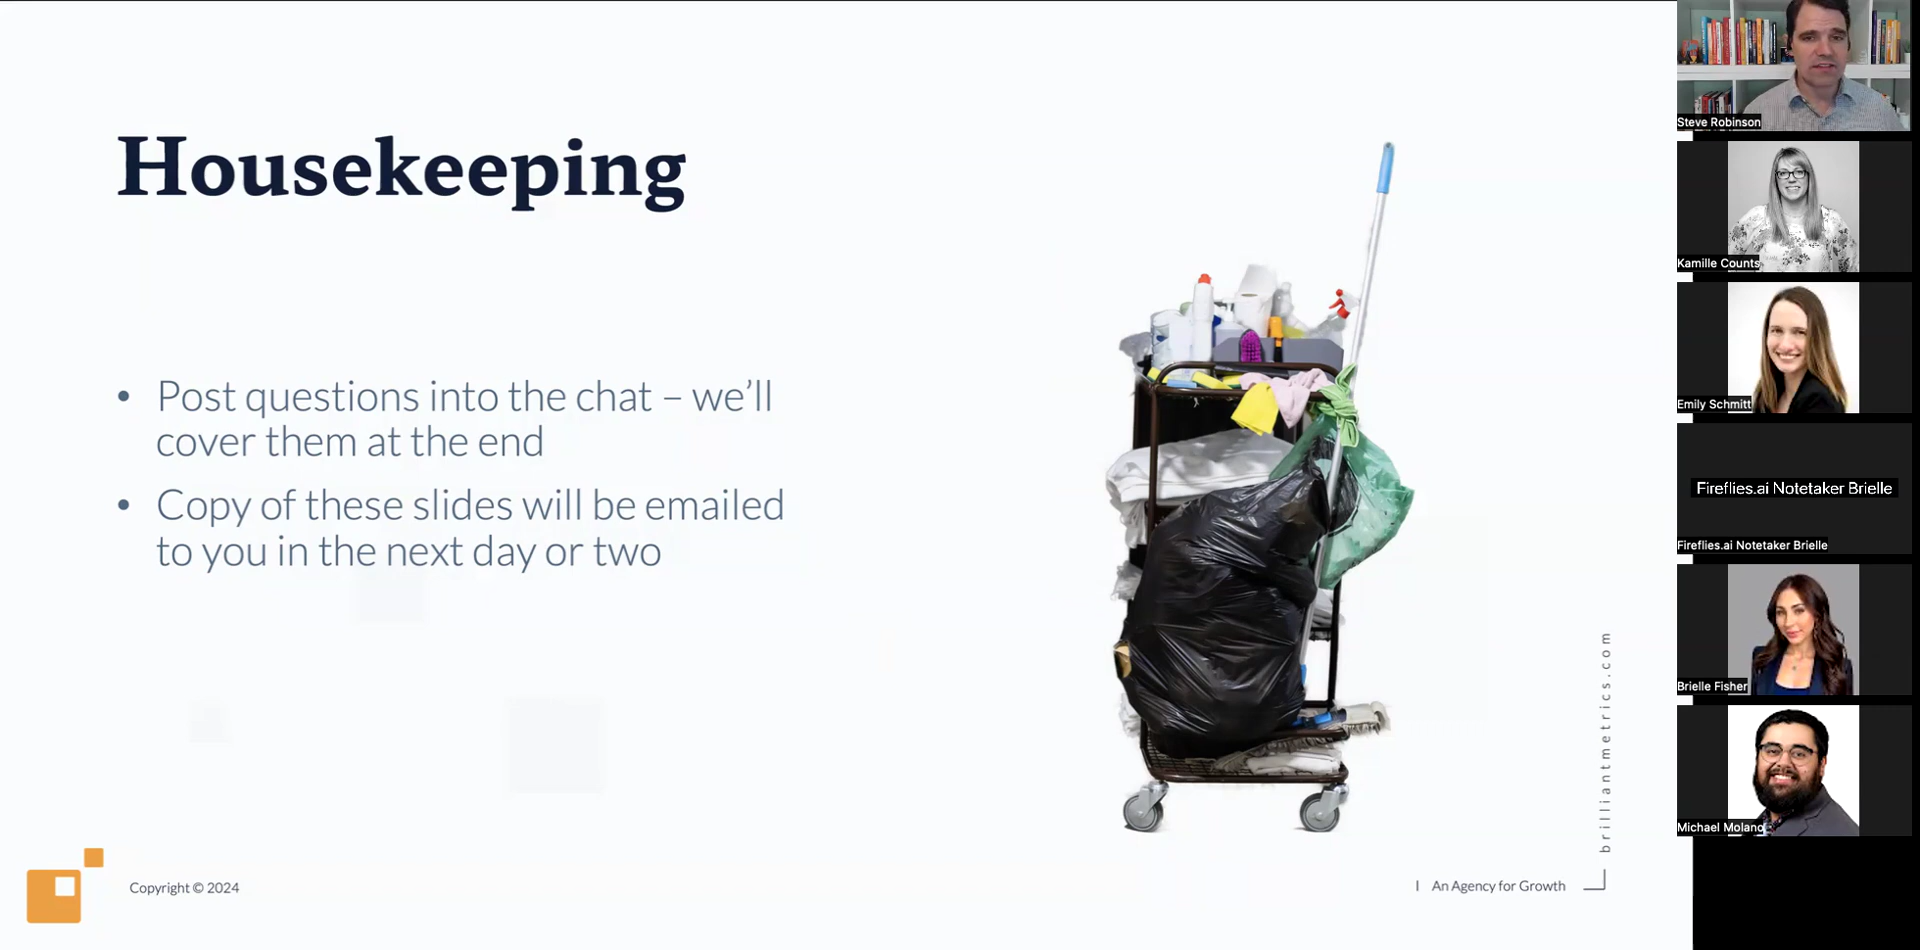 Housekeeping
• Post questions into the chat – we’ll
cover them at the end
• Copy of these slides will be emailed
to you in the next day or two
brilliantmetrics.com
Copyright © 2024
| An Agency for Growth
Steve Robinson
Kamille Counts
Emily Schmitt
Fireflies.ai Notetaker Brielle
Fireflies.ai Notetaker Brielle
Brielle Fisher
Michael Molano